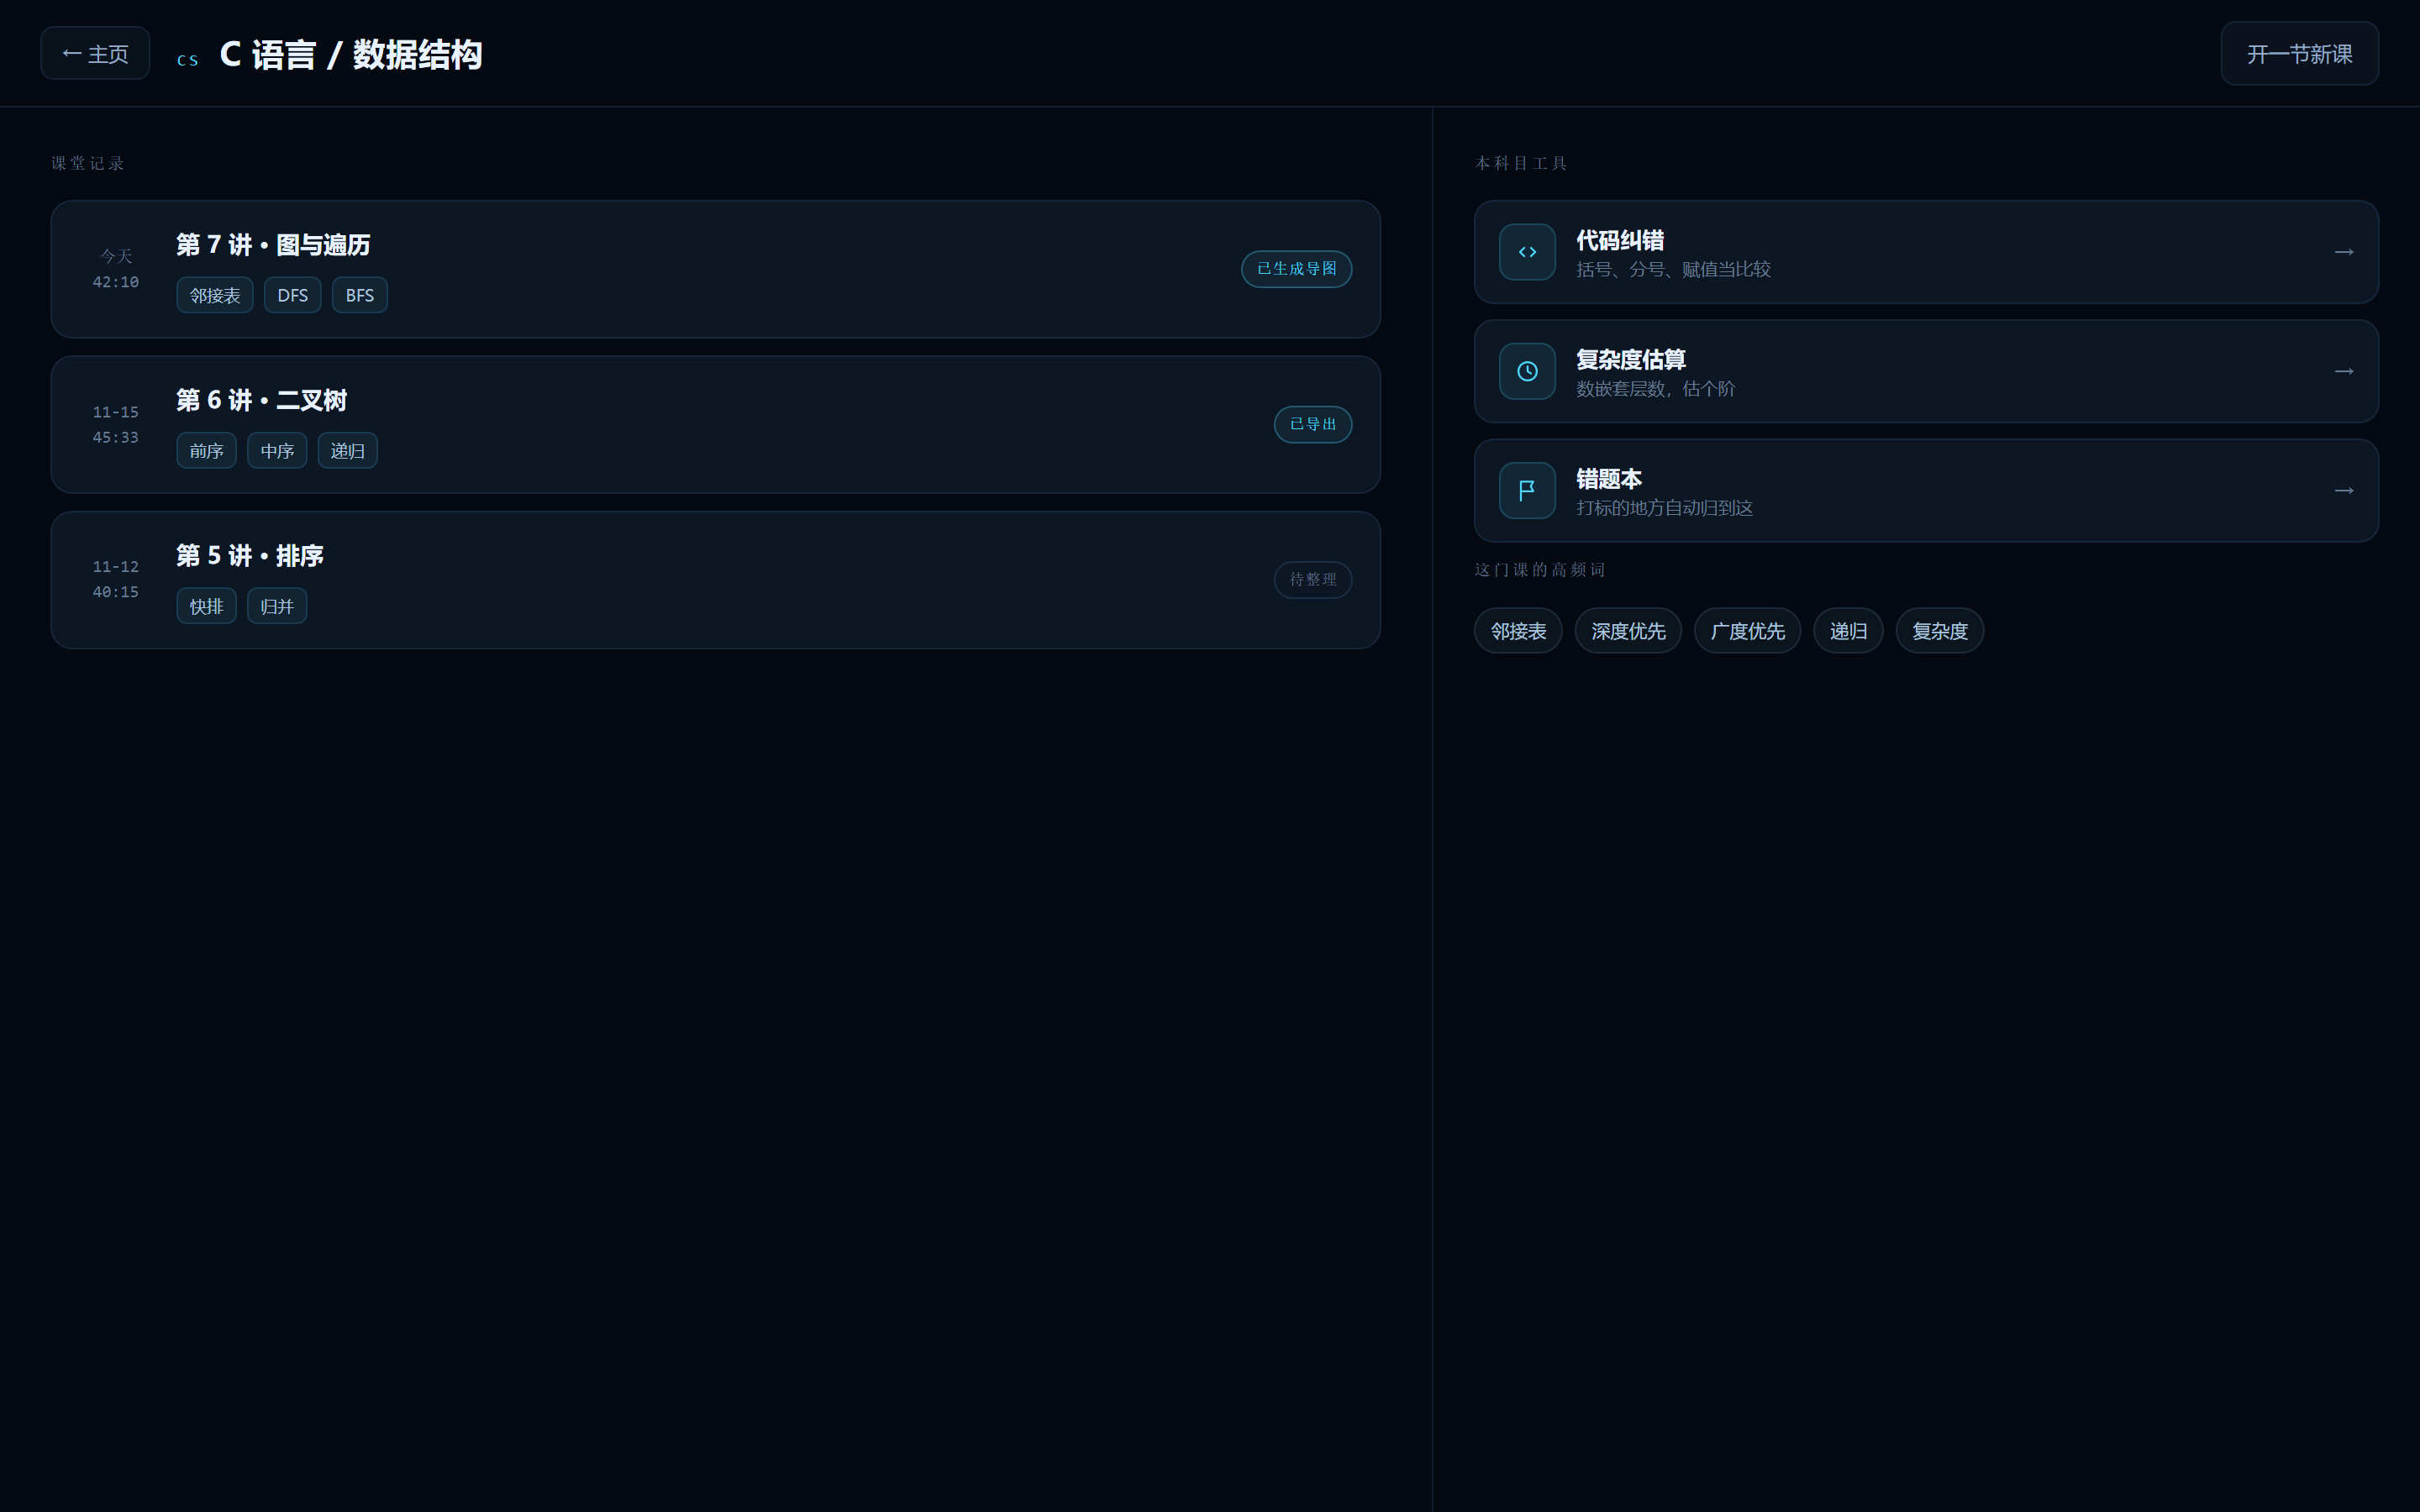 ← 主页
cs
C 语言 / 数据结构
开一节新课
课堂记录
今天
42:10
第 7 讲 · 图与遍历
邻接表 DFS BFS
已生成导图
11-15
45:33
第 6 讲 · 二叉树
前序 中序 递归
已导出
11-12
40:15
第 5 讲 · 排序
快排 归并
待整理
本科目工具
代码纠错
括号、分号、赋值当比较
→
复杂度估算
数嵌套层数，估个阶
→
错题本
打标的地方自动归到这
→
这门课的高频词
邻接表 深度优先 广度优先 递归 复杂度